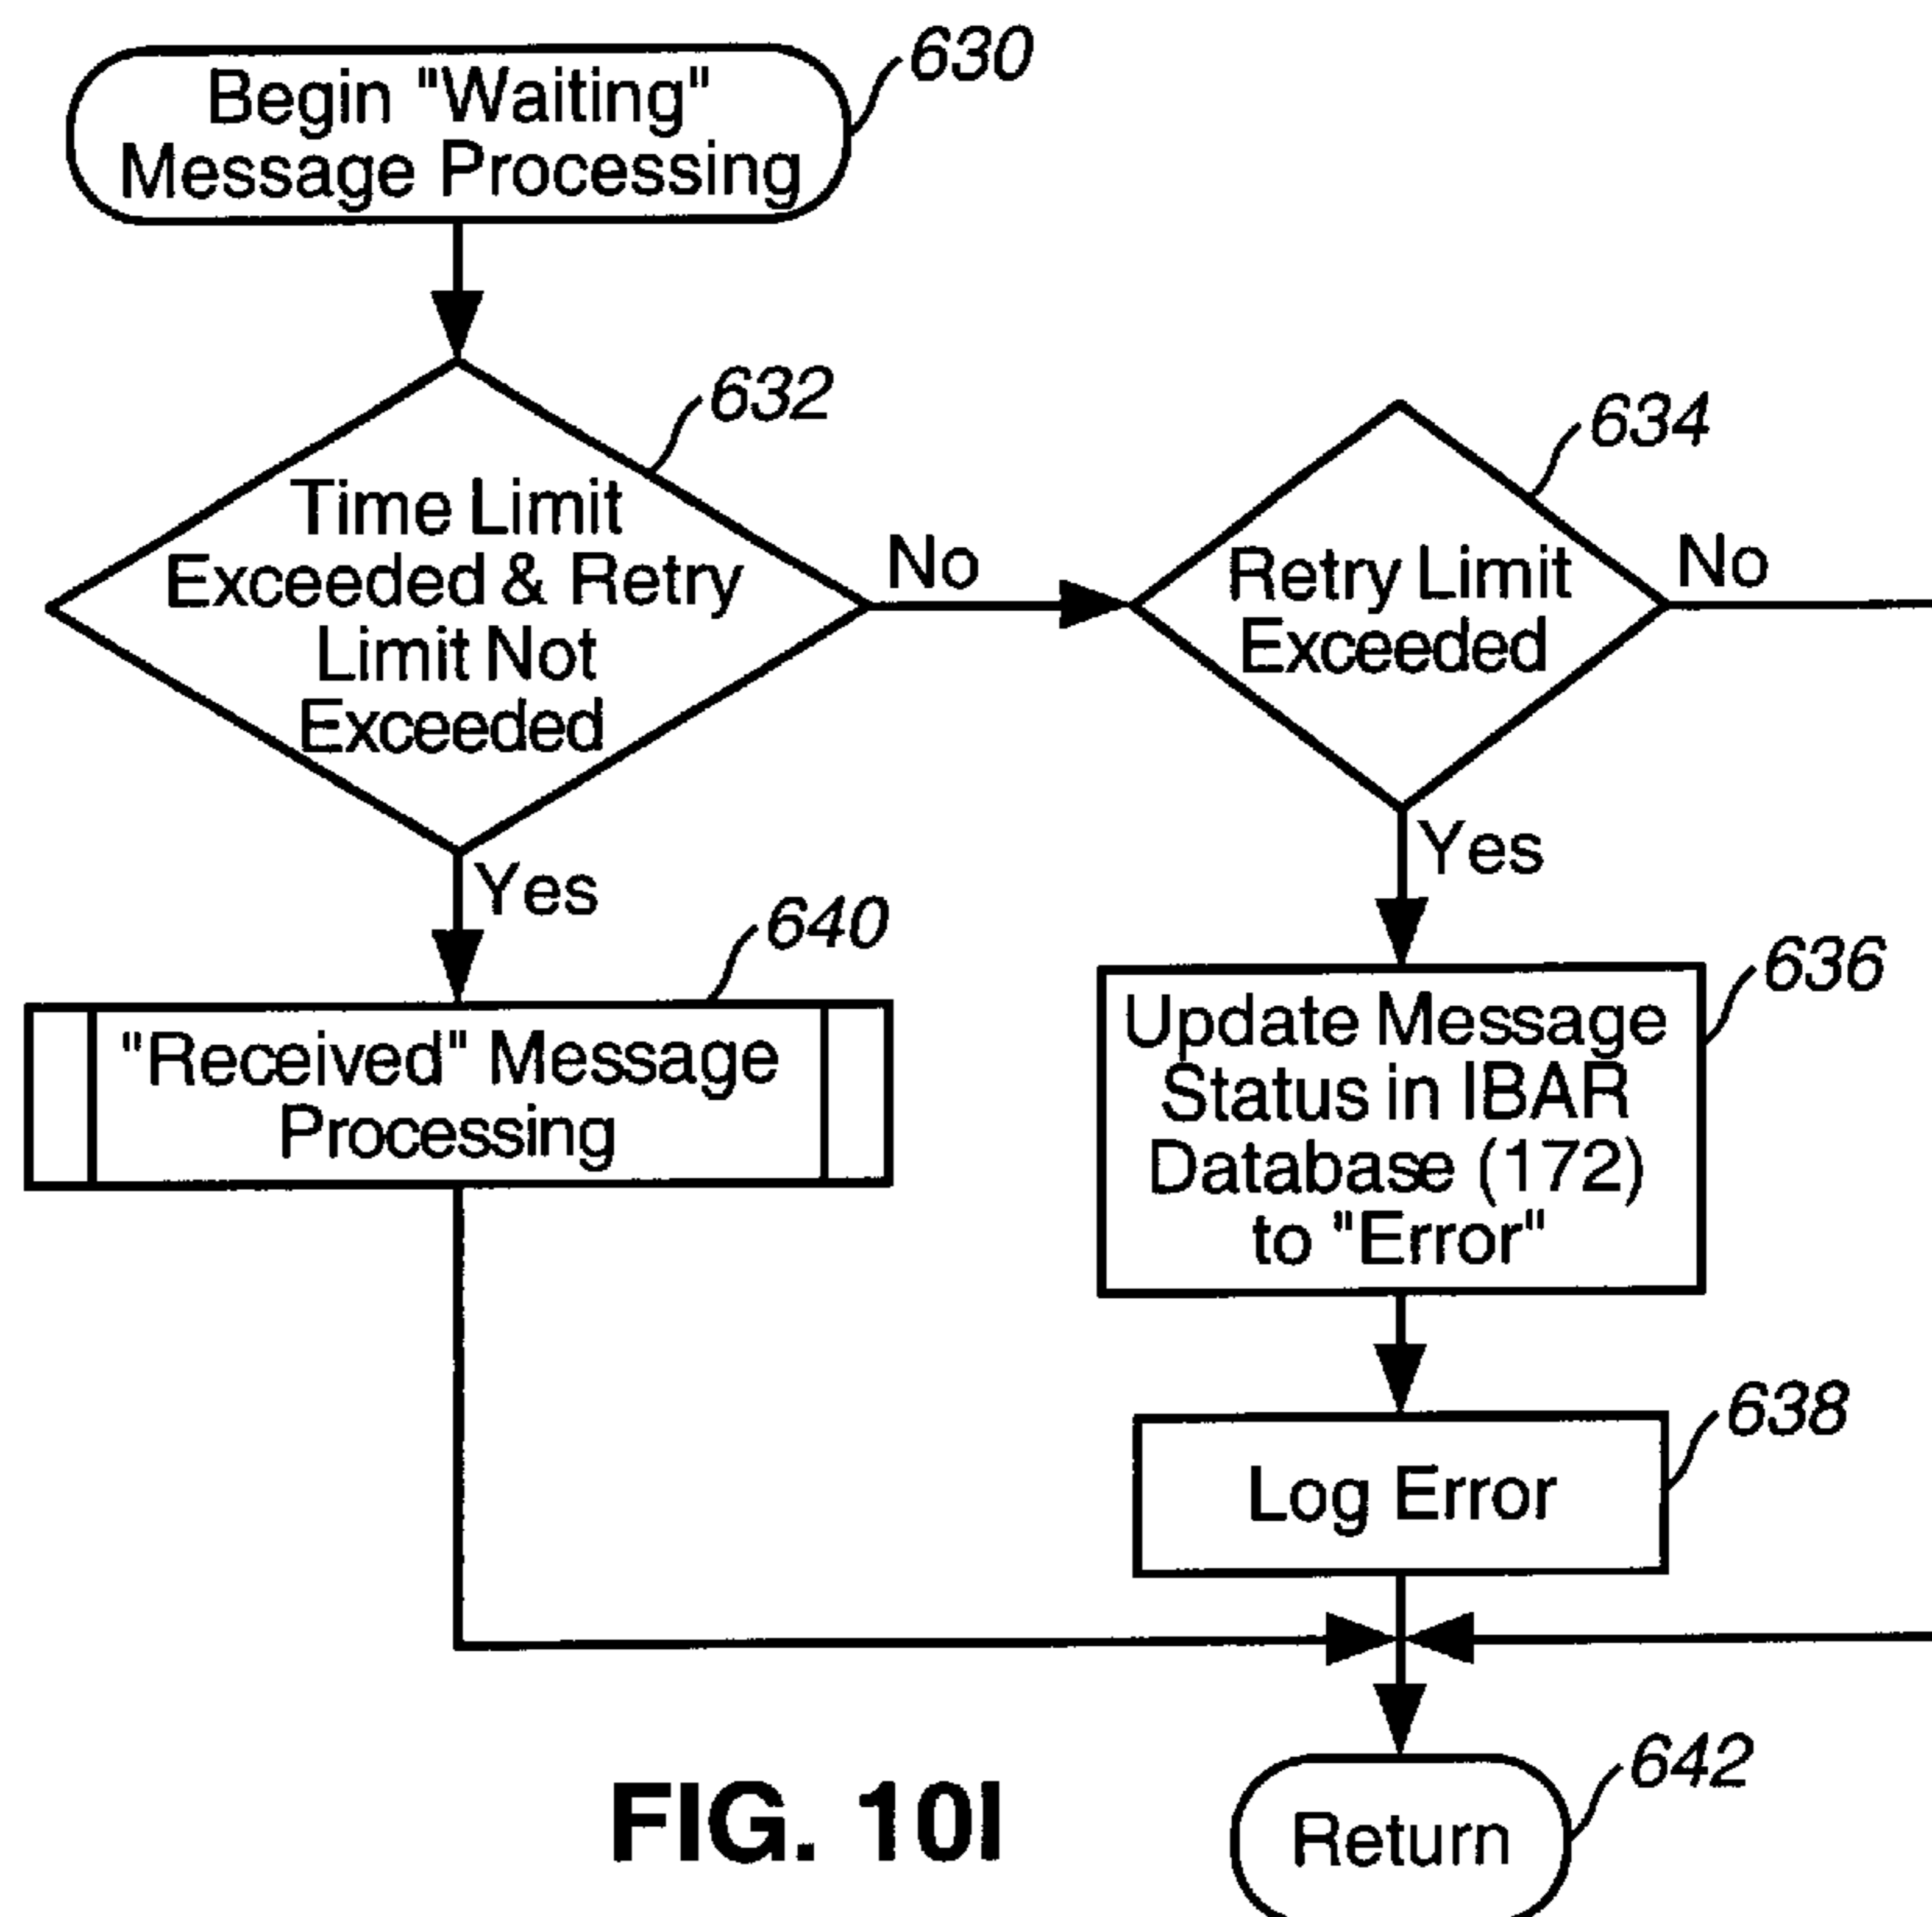 630
Begin "Waiting"
Message Processing
632
Time Limit
Exceeded & Retry
Limit Not
Exceeded
No
634
Retry Limit
Exceeded
No
Yes
Yes
640
"Received" Message
Processing
636
Update Message
Status in IBAR
Database (172)
to "Error"
638
Log Error
642
Return
FIG. 10I